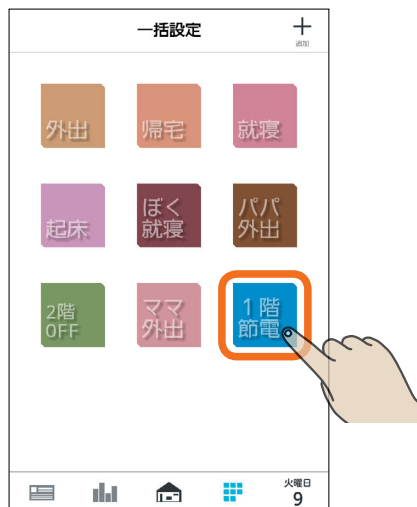 一括設定
追加
外出
帰宅
就寝
起床
ぼく
就寝
パパ
外出
2階
OFF
ママ
外出
1階
節電
火曜日
9